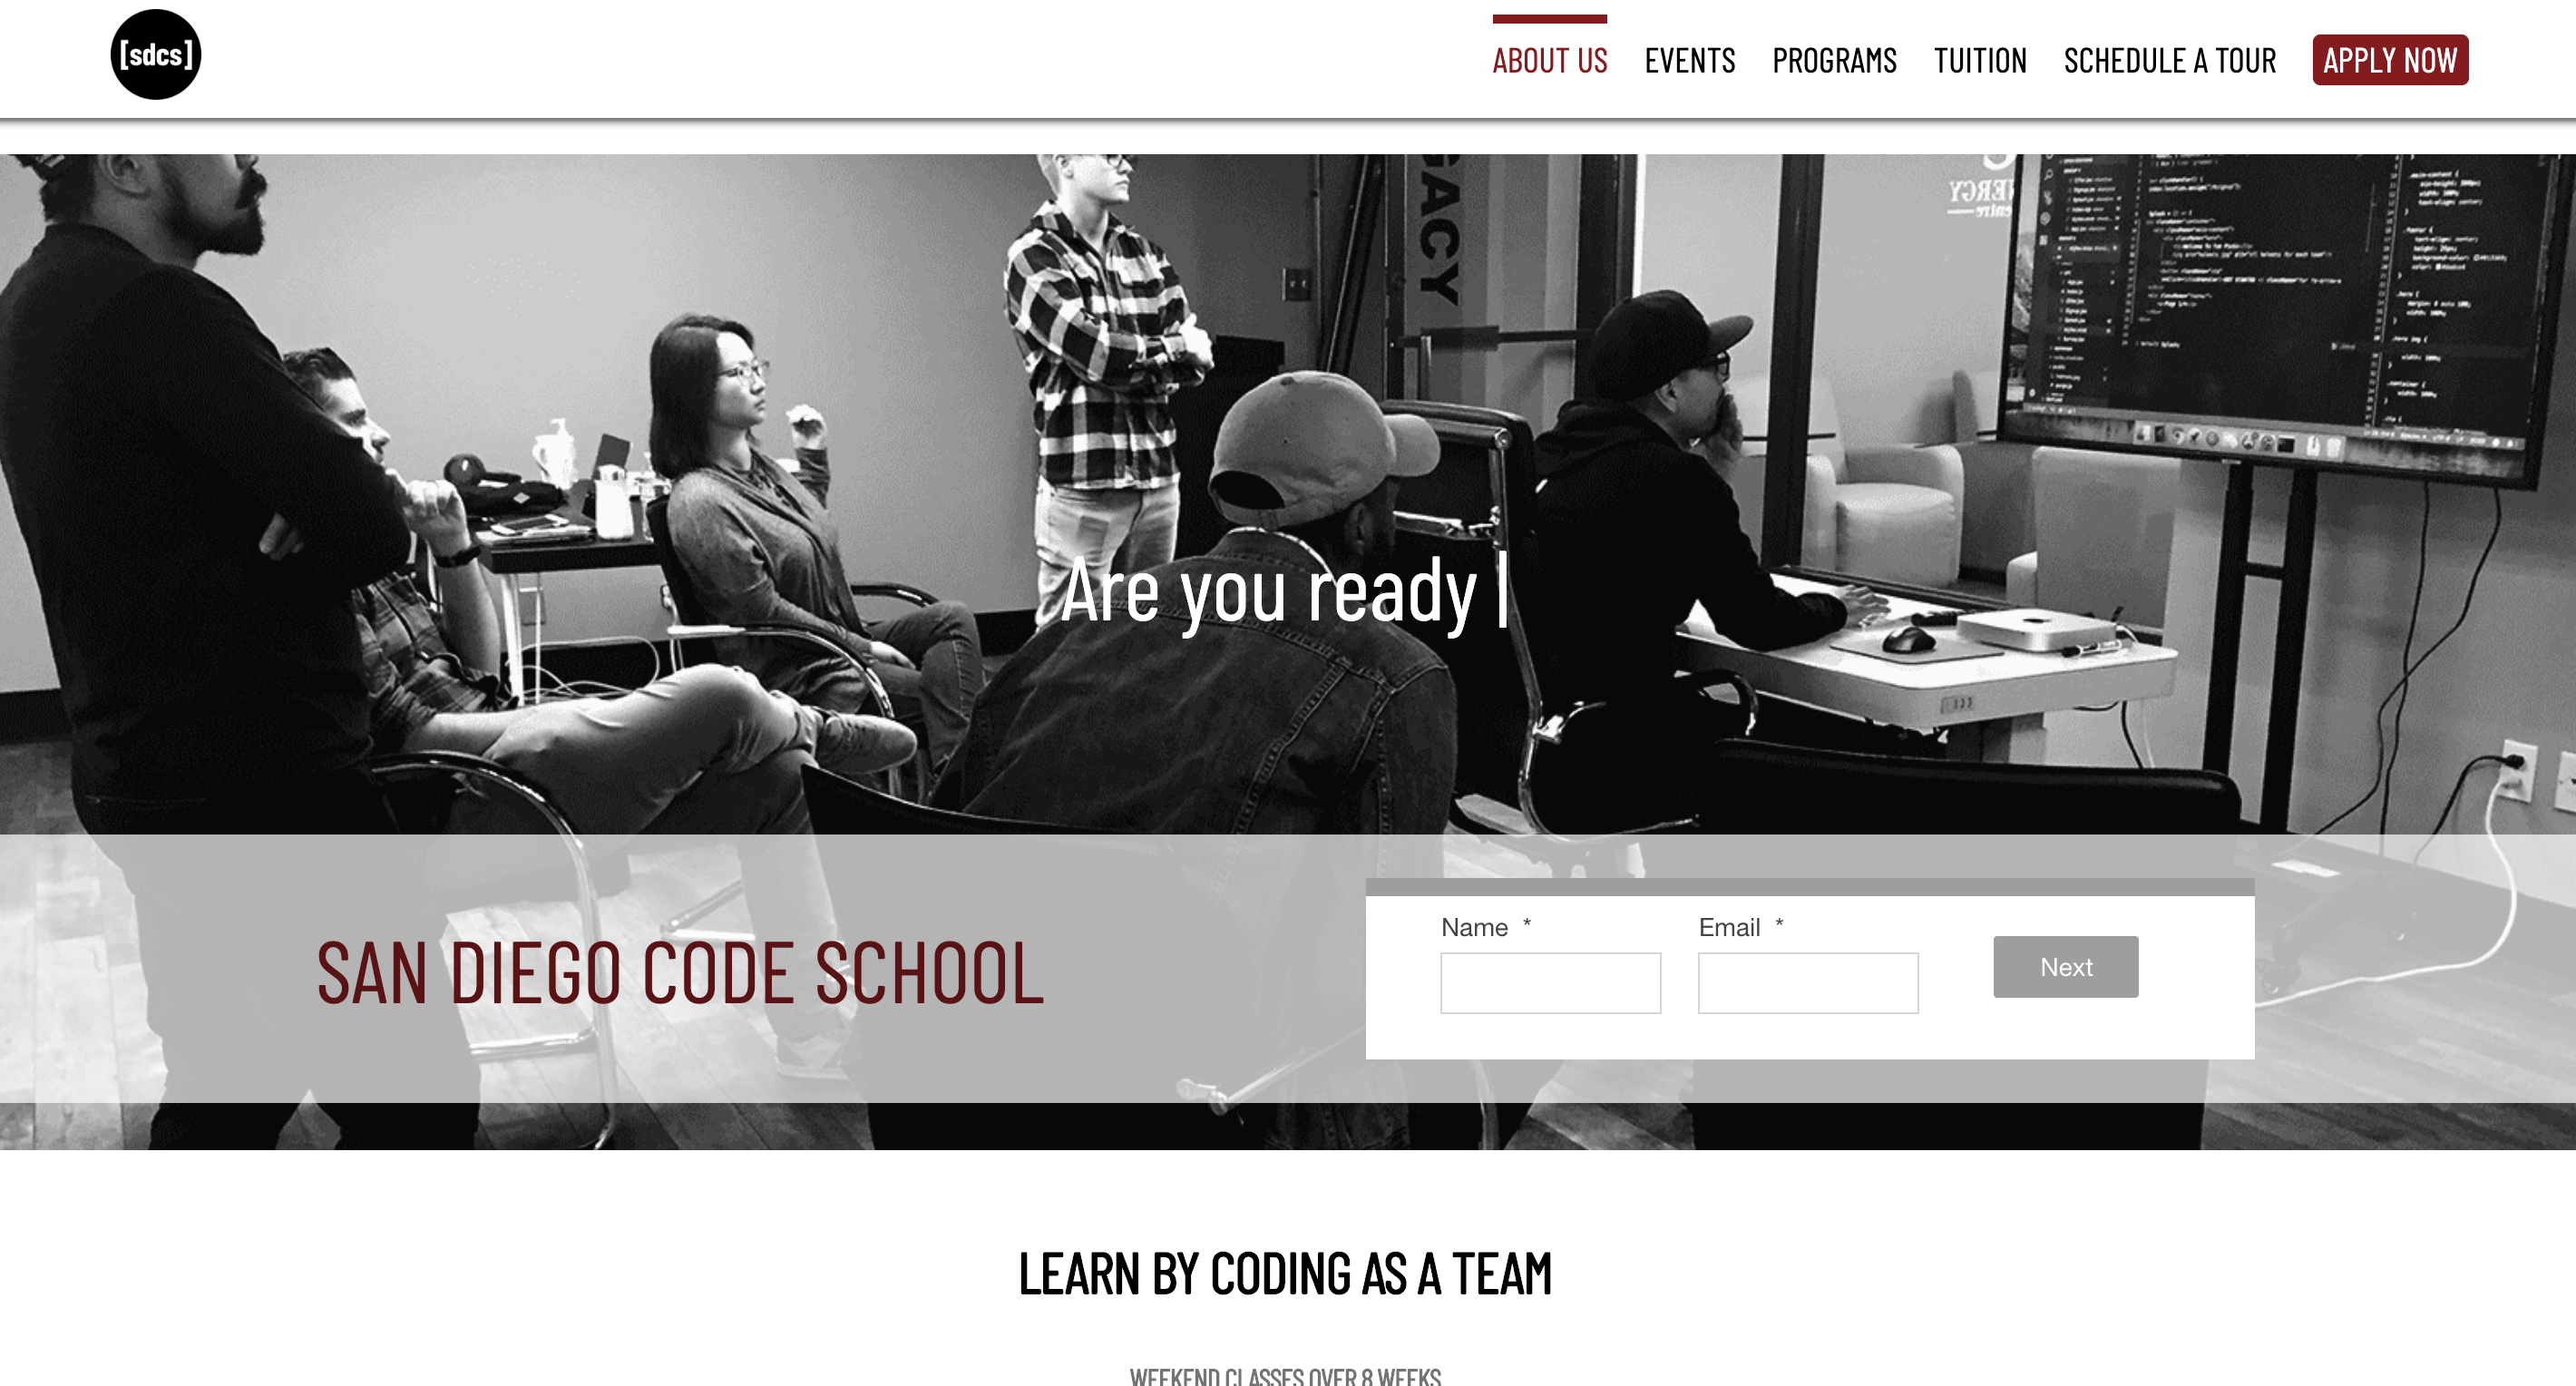 [sdcs]
ABOUT US EVENTS PROGRAMS TUITION SCHEDULE A TOUR APPLY NOW
GACY
Are you ready |
SAN DIEGO CODE SCHOOL
Name * Email *
Next
LEARN BY CODING AS A TEAM
WEEKEND CLASSES OVER 8 WEEKS